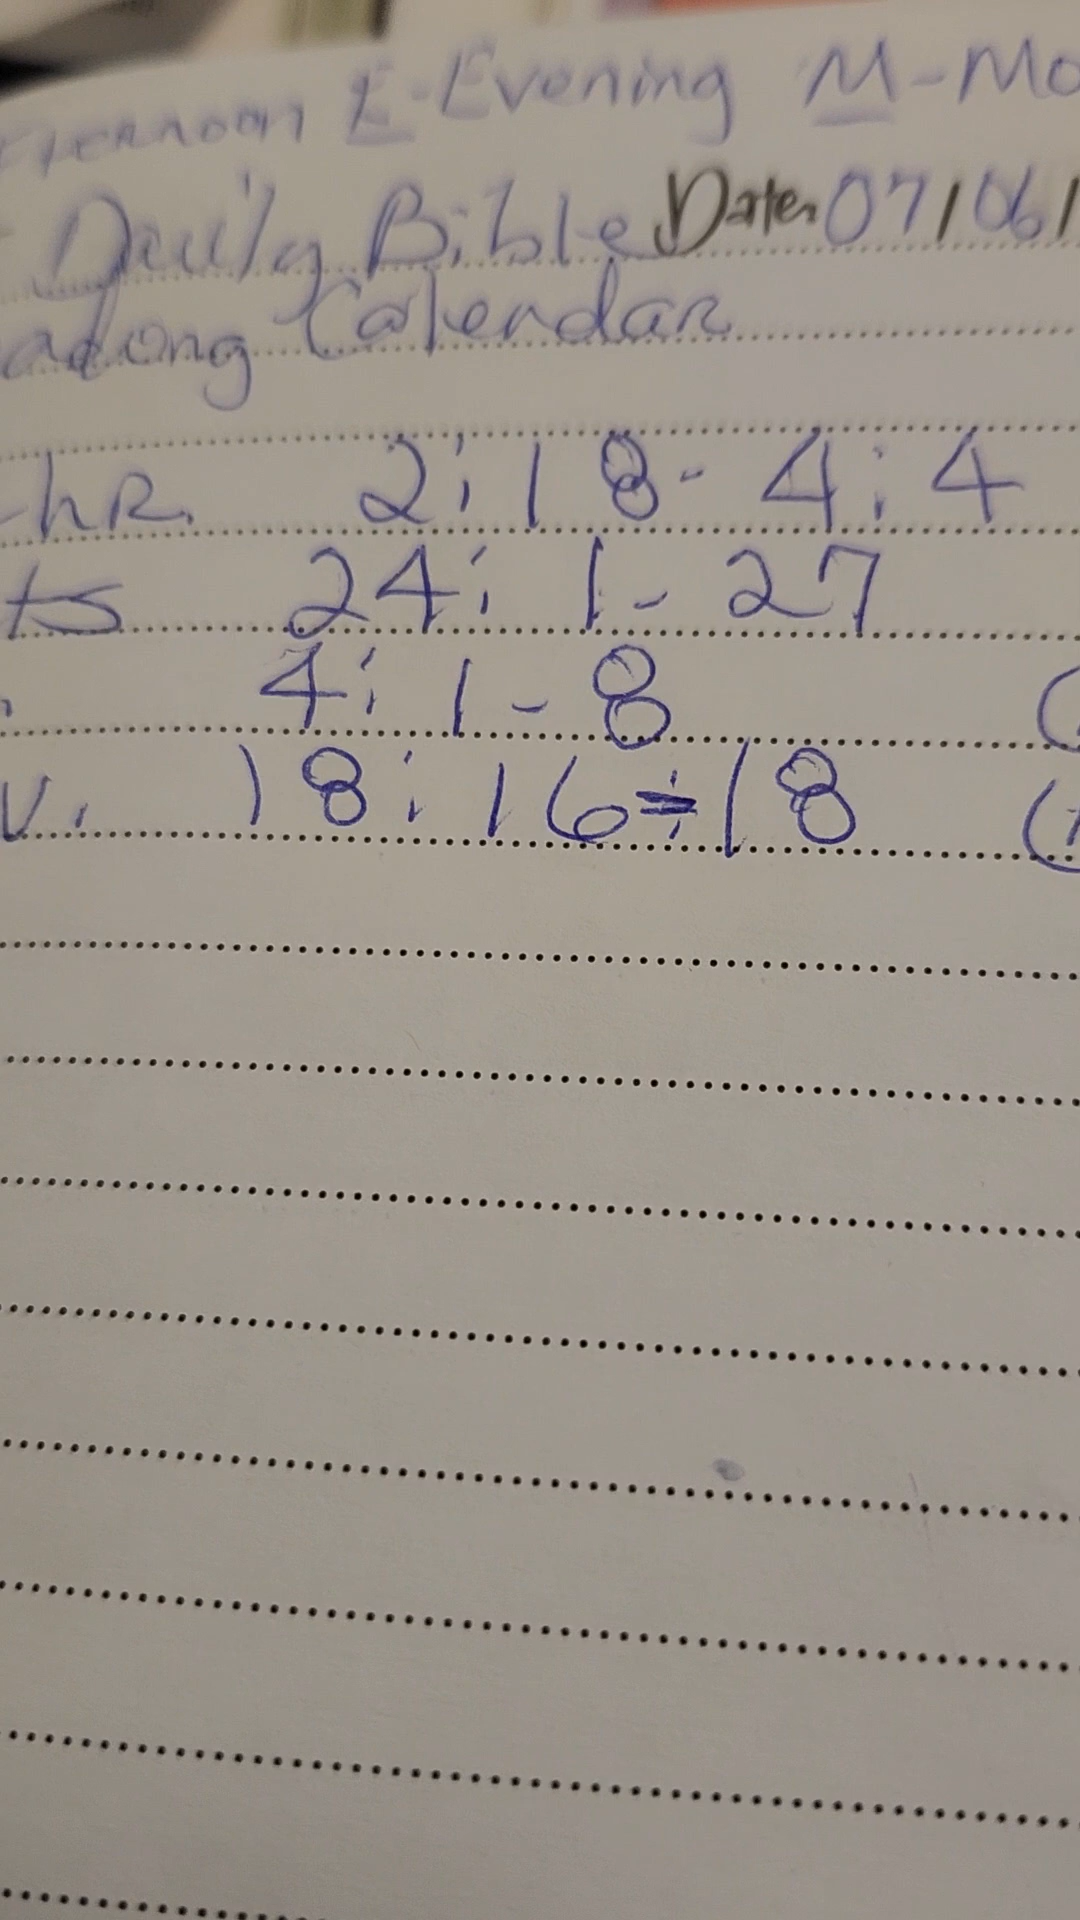 E-Evening M-Mo
Daily Bible Date: 07/06/
ading Calendar
hR. 2:18-4:4
ts 24:1-27
4:1-8
V. 18:16-18